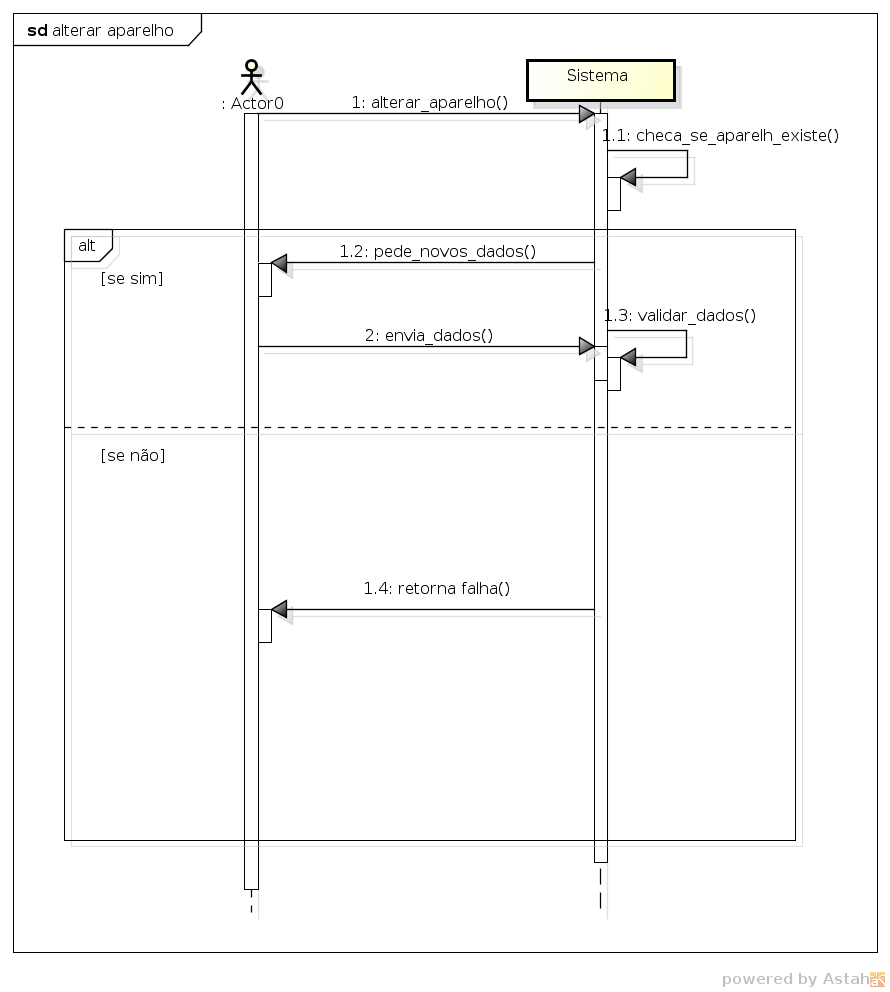 sd alterar aparelho
: Actor0
Sistema
1: alterar_aparelho()
1.1: checa_se_aparelh_existe()
alt
1.2: pede_novos_dados()
[se sim]
1.3: validar_dados()
2: envia_dados()
[se não]
1.4: retorna falha()
powered by Astah